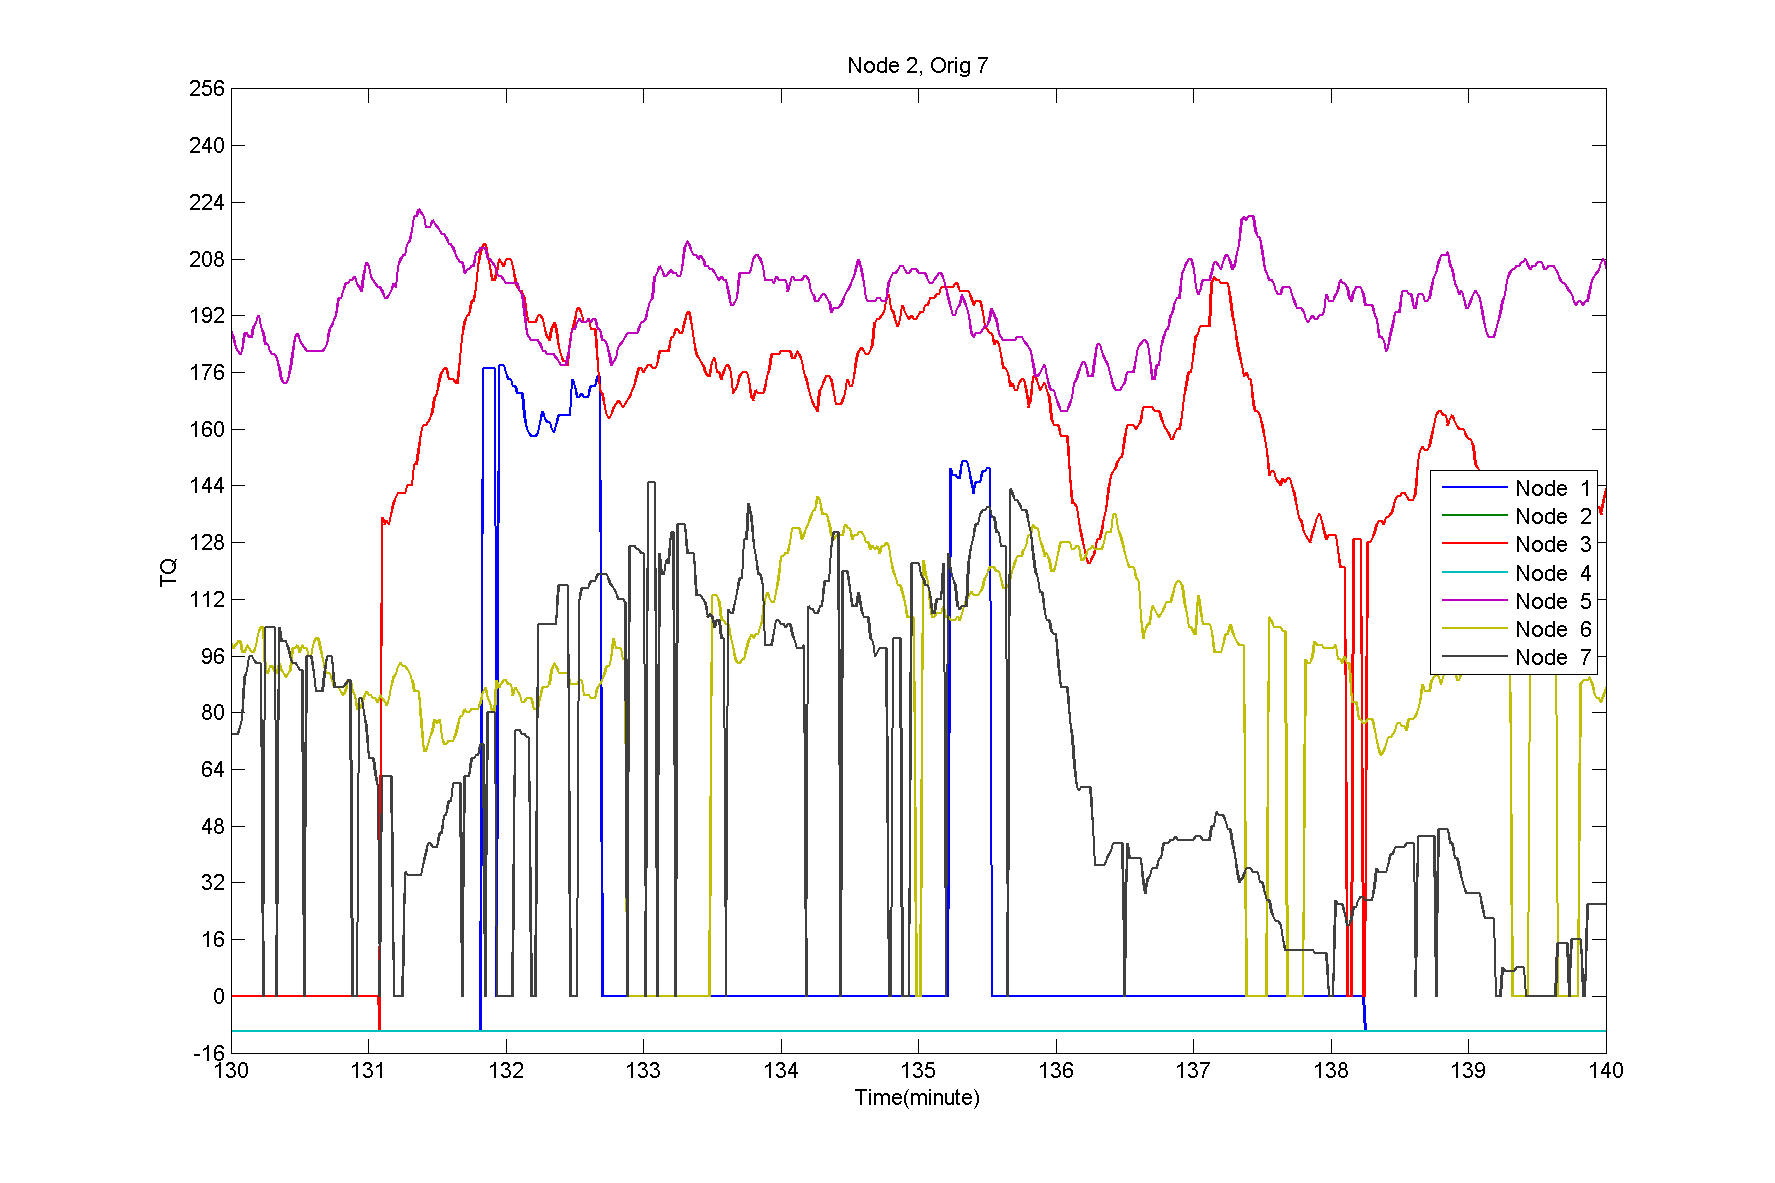 Node 2, Orig 7
256
240
224
208
192
176
160
144
128
112
96
80
64
48
32
16
0
-16
TQ
130 131 132 133 134 135 136 137 138 139 140
Time(minute)
Node 1
Node 2
Node 3
Node 4
Node 5
Node 6
Node 7